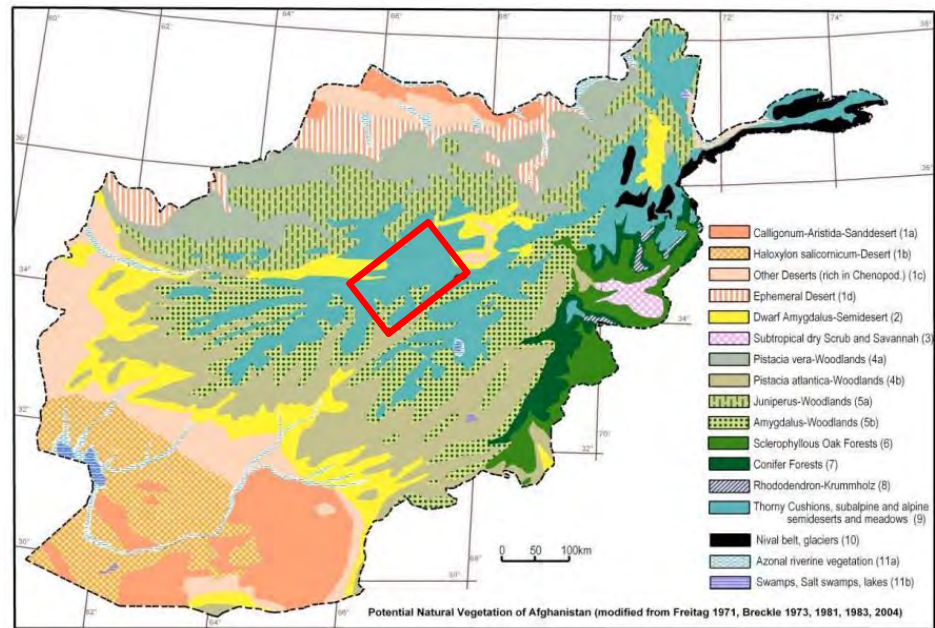 70
72
74
36°
36°
34°
34°
32°
32°
30°
30°
62°
64°
66°
Calligonum-Aristida-Sanddesert (1a)
Haloxylon salicornicum-Desert (1b)
Other Deserts (rich in Chenopod.) (1c)
Ephemeral Desert (1d)
Dwarf Amygdalus-Semidesert (2)
Subtropical dry Scrub and Savannah (3)
Pistacia vera-Woodlands (4a)
Pistacia atlantica-Woodlands (4b)
Juniperus-Woodlands (5a)
Amygdalus-Woodlands (5b)
Sclerophyllous Oak Forests (6)
Conifer Forests (7)
Rhododendron-Krummholz (8)
Thorny Cushions, subalpine and alpine
semideserts and meadows (9)
Nival belt, glaciers (10)
Azonal riverine vegetation (11a)
Swamps, Salt swamps, lakes (11b)
0 50 100km
Potential Natural Vegetation of Afghanistan (modified from Freitag 1971, Breckle 1973, 1981, 1983, 2004)